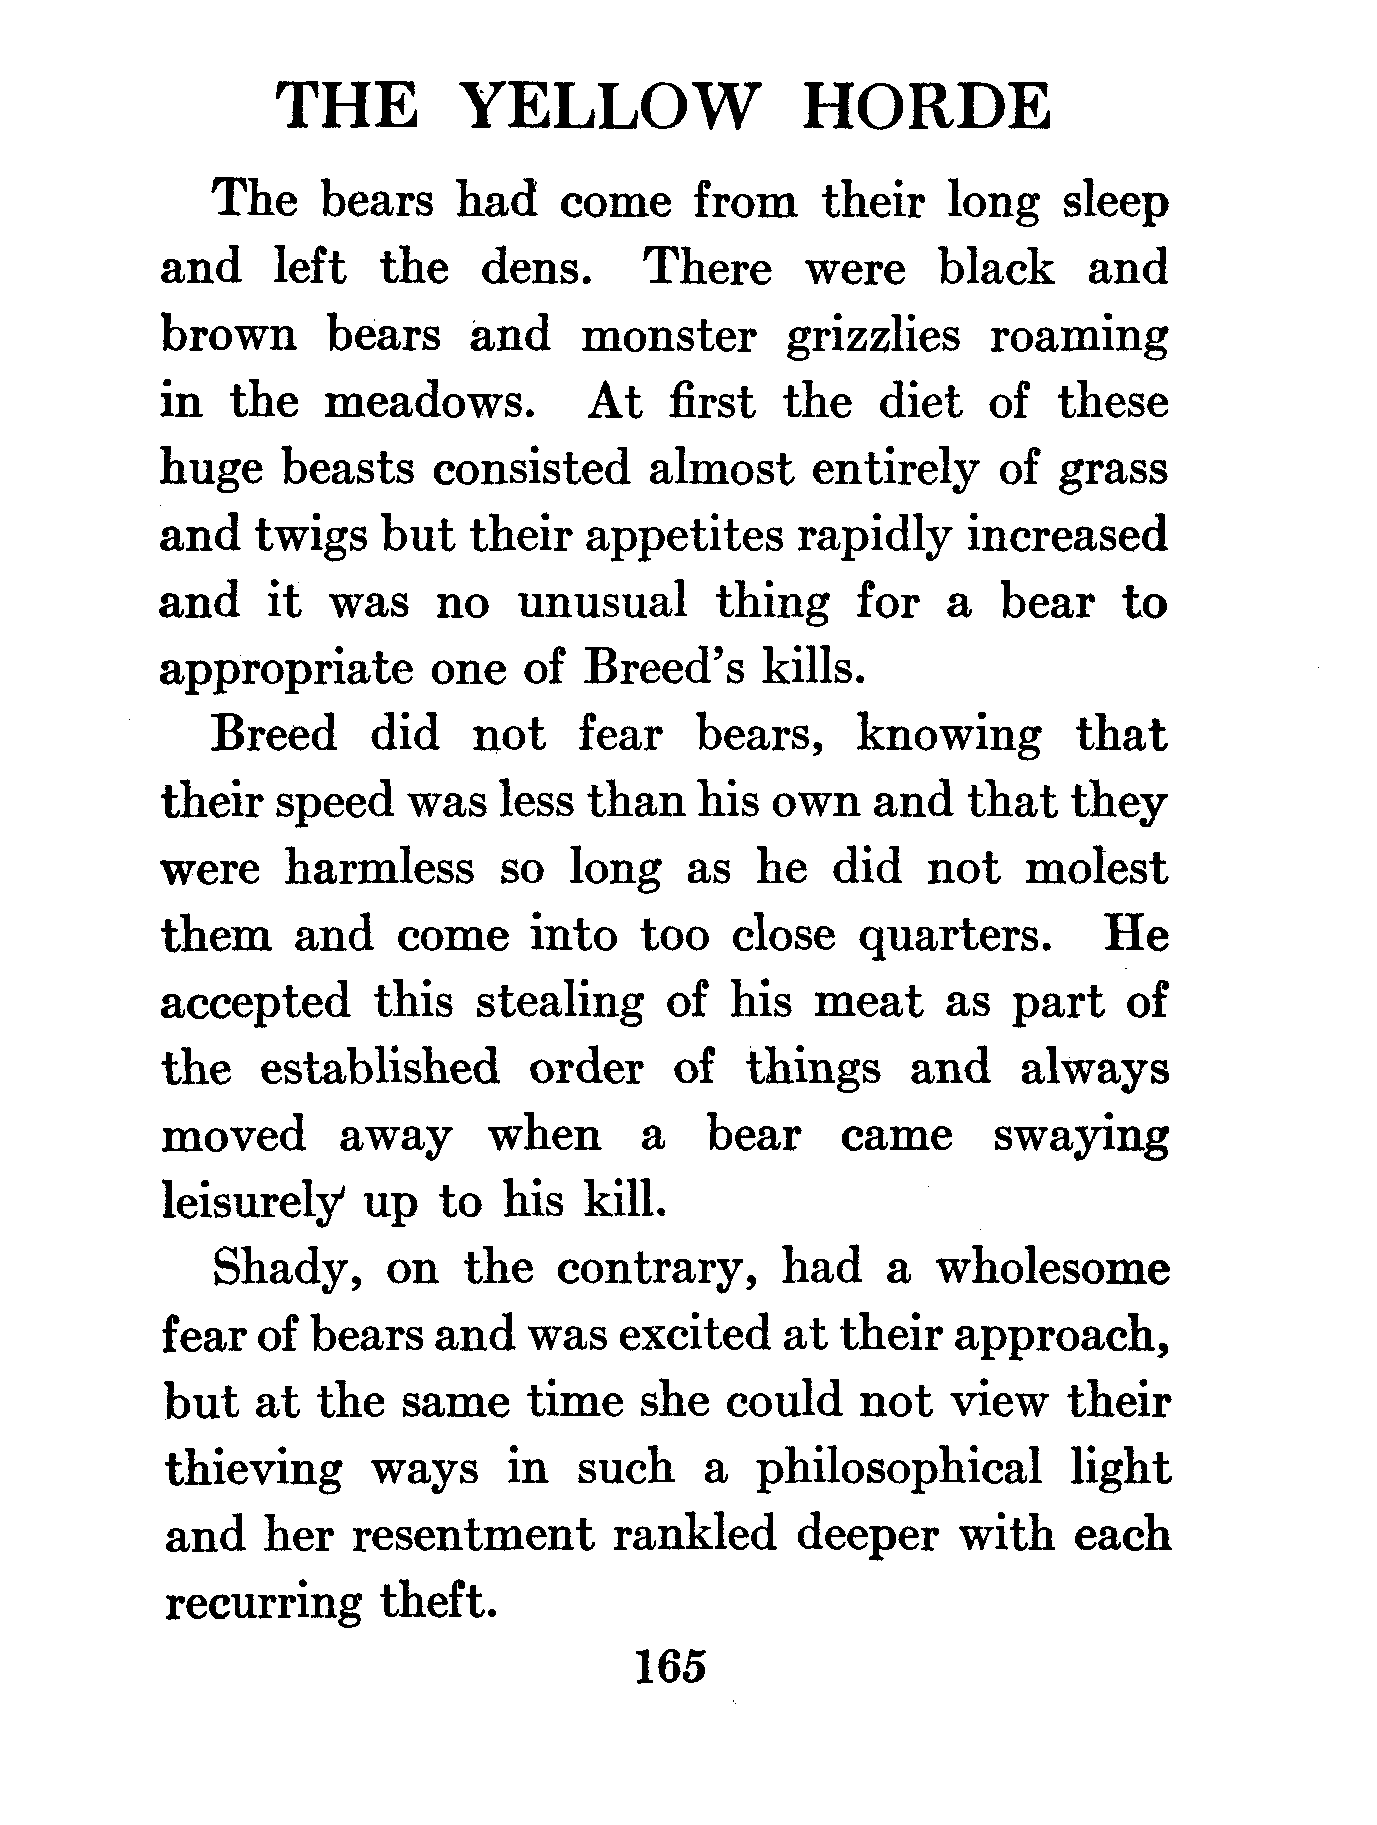 THE YELLOW HORDE
The bears had come from their long sleep
and left the dens. There were black and
brown bears and monster grizzlies roaming
in the meadows. At first the diet of these
huge beasts consisted almost entirely of grass
and twigs but their appetites rapidly increased
and it was no unusual thing for a bear to
appropriate one of Breed's kills.
Breed did not fear bears, knowing that
their speed was less than his own and that they
were harmless so long as he did not molest
them and come into too close quarters. He
accepted this stealing of his meat as part of
the established order of things and always
moved away when a bear came swaying
leisurely up to his kill.
Shady, on the contrary, had a wholesome
fear of bears and was excited at their approach,
but at the same time she could not view their
thieving ways in such a philosophical light
and her resentment rankled deeper with each
recurring theft.
165